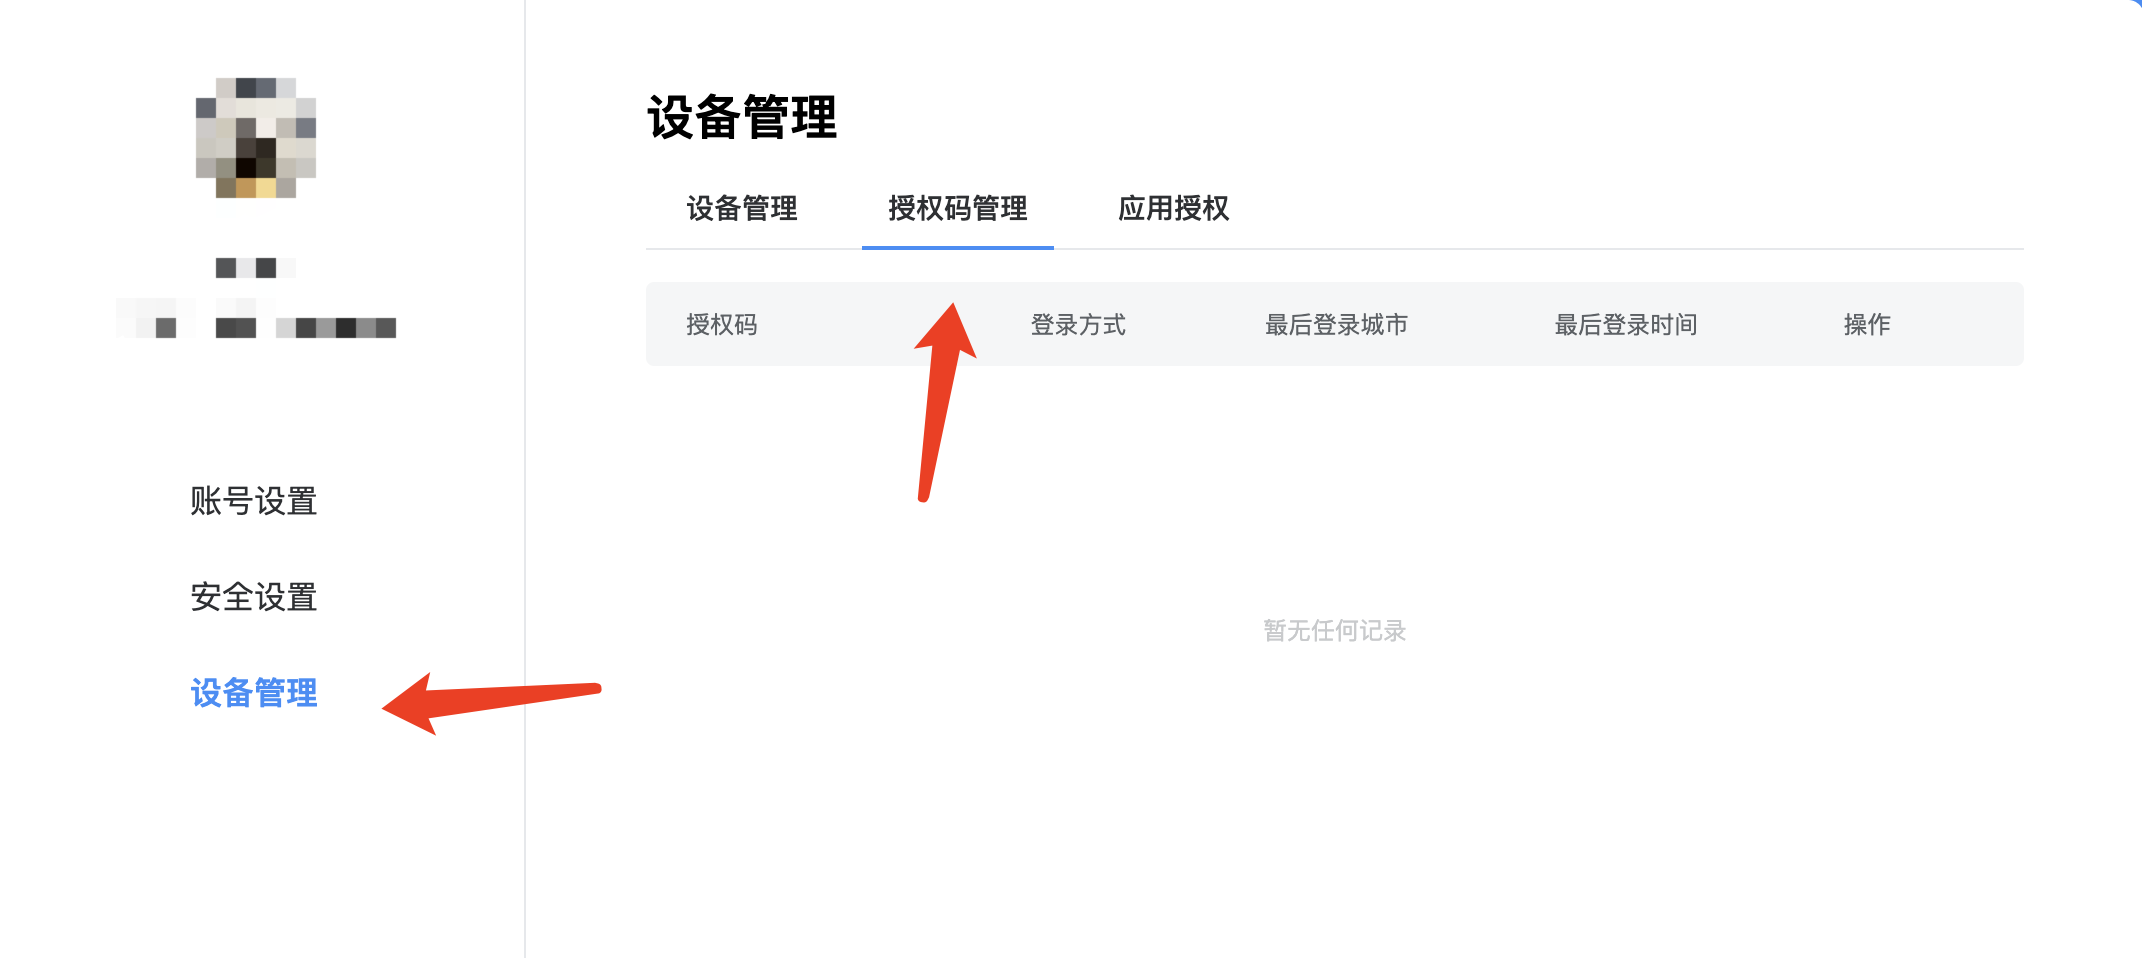 账号设置
安全设置
设备管理
设备管理
设备管理 授权码管理 应用授权
授权码 登录方式 最后登录城市 最后登录时间 操作
暂无任何记录